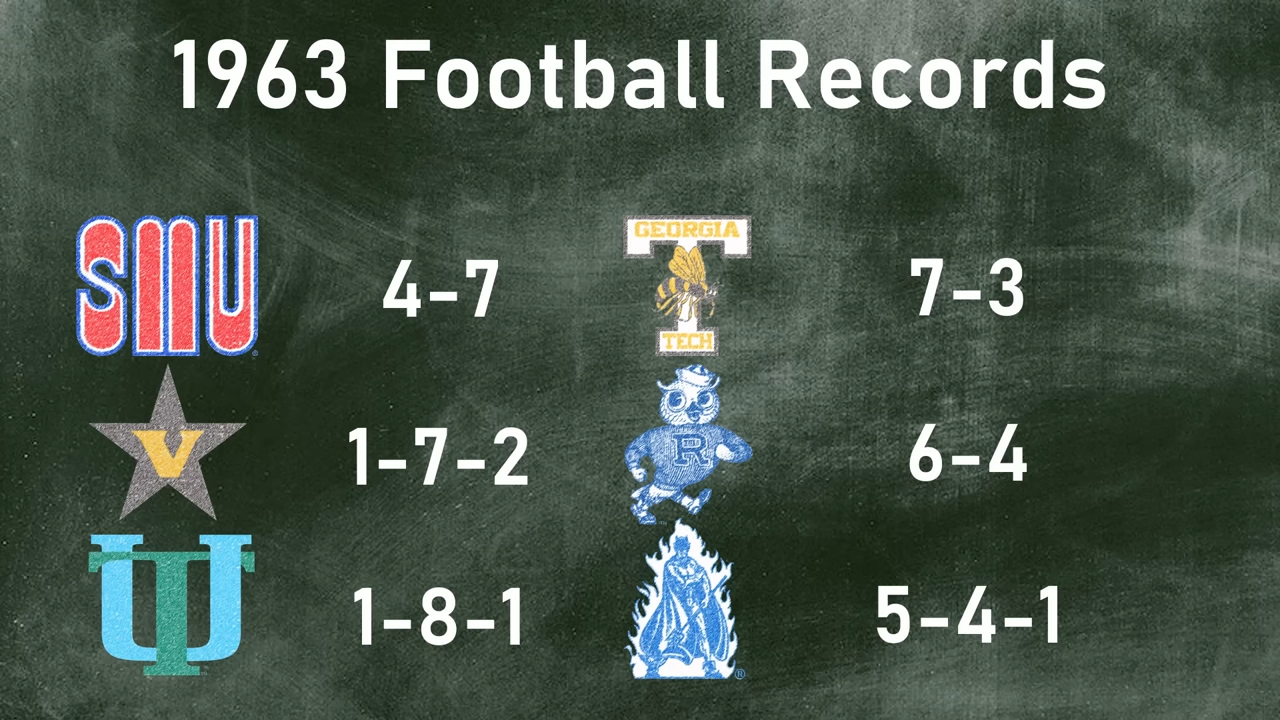 1963 Football Records
SMU 4-7
GEORGIA
TECH
7-3
V 1-7-2
R
6-4
UT 1-8-1
® 5-4-1